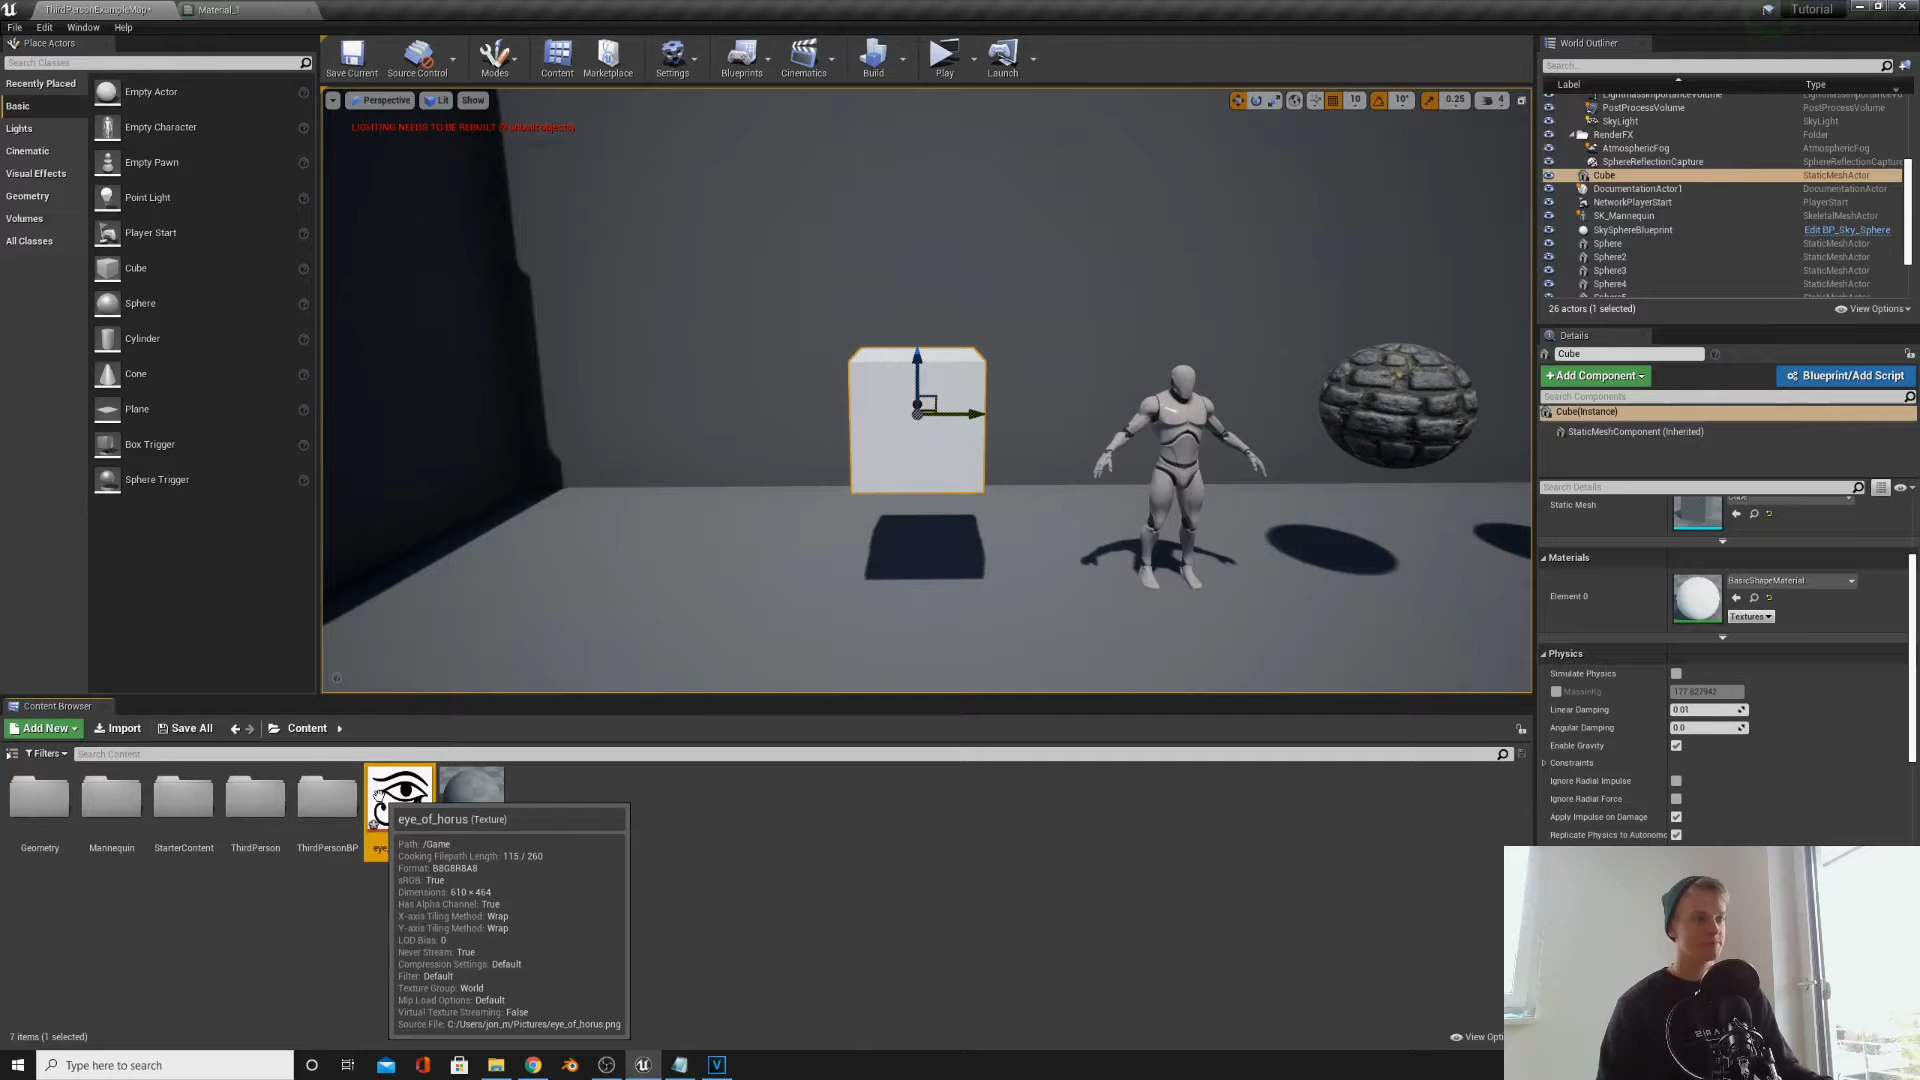 ThirdPersonExampleMap*
Material_1
Tutorial
File Edit Window Help
Place Actors
Search Classes
Recently Placed
Basic
Lights
Cinematic
Visual Effects
Geometry
Volumes
All Classes
Empty Actor
Empty Character
Empty Pawn
Point Light
Player Start
Cube
Sphere
Cylinder
Cone
Plane
Box Trigger
Sphere Trigger
Save Current
Source Control
Modes
Content
Marketplace
Settings
Blueprints
Cinematics
Build
Play
Launch
Perspective Lit Show
10 10° 0.25 4
LIGHTING NEEDS TO BE REBUILT (9 unbuilt objects)
World Outliner
Search...
Label Type
LightmassImportanceVolume
PostProcessVolume PostProcessVolume
SkyLight SkyLight
RenderFX Folder
AtmosphericFog AtmosphericFog
SphereReflectionCapture SphereReflectionCapture
Cube StaticMeshActor
DocumentationActor1 DocumentationActor
NetworkPlayerStart PlayerStart
SK_Mannequin SkeletalMeshActor
SkySphereBlueprint Edit BP_Sky_Sphere
Sphere StaticMeshActor
Sphere2 StaticMeshActor
Sphere3 StaticMeshActor
Sphere4 StaticMeshActor
26 actors (1 selected)
View Options
Details
Cube
+Add Component
Blueprint/Add Script
Search Components
Cube(Instance)
StaticMeshComponent (Inherited)
Search Details
Static Mesh
Cube
Materials
Element 0
BasicShapeMaterial
Textures
Physics
Simulate Physics
MassInKg 177.827942
Linear Damping 0.01
Angular Damping 0.0
Enable Gravity
Constraints
Ignore Radial Impulse
Ignore Radial Force
Apply Impulse on Damage
Replicate Physics to Autonomo
Content Browser
Add New Import Save All Content
Filters
Search Content
Geometry
Mannequin
StarterContent
ThirdPerson
ThirdPersonBP
eye_
eye_of_horus (Texture)
Path: /Game
Cooking Filepath Length: 115 / 260
Format: B8G8R8A8
sRGB: True
Dimensions: 610 × 464
Has Alpha Channel: True
X-axis Tiling Method: Wrap
Y-axis Tiling Method: Wrap
LOD Bias: 0
Never Stream: True
Compression Settings: Default
Filter: Default
Texture Group: World
Mip Load Options: Default
Virtual Texture Streaming: False
Source File: C:/Users/jon_m/Pictures/eye_of_horus.png
7 items (1 selected)
View Opti
Type here to search